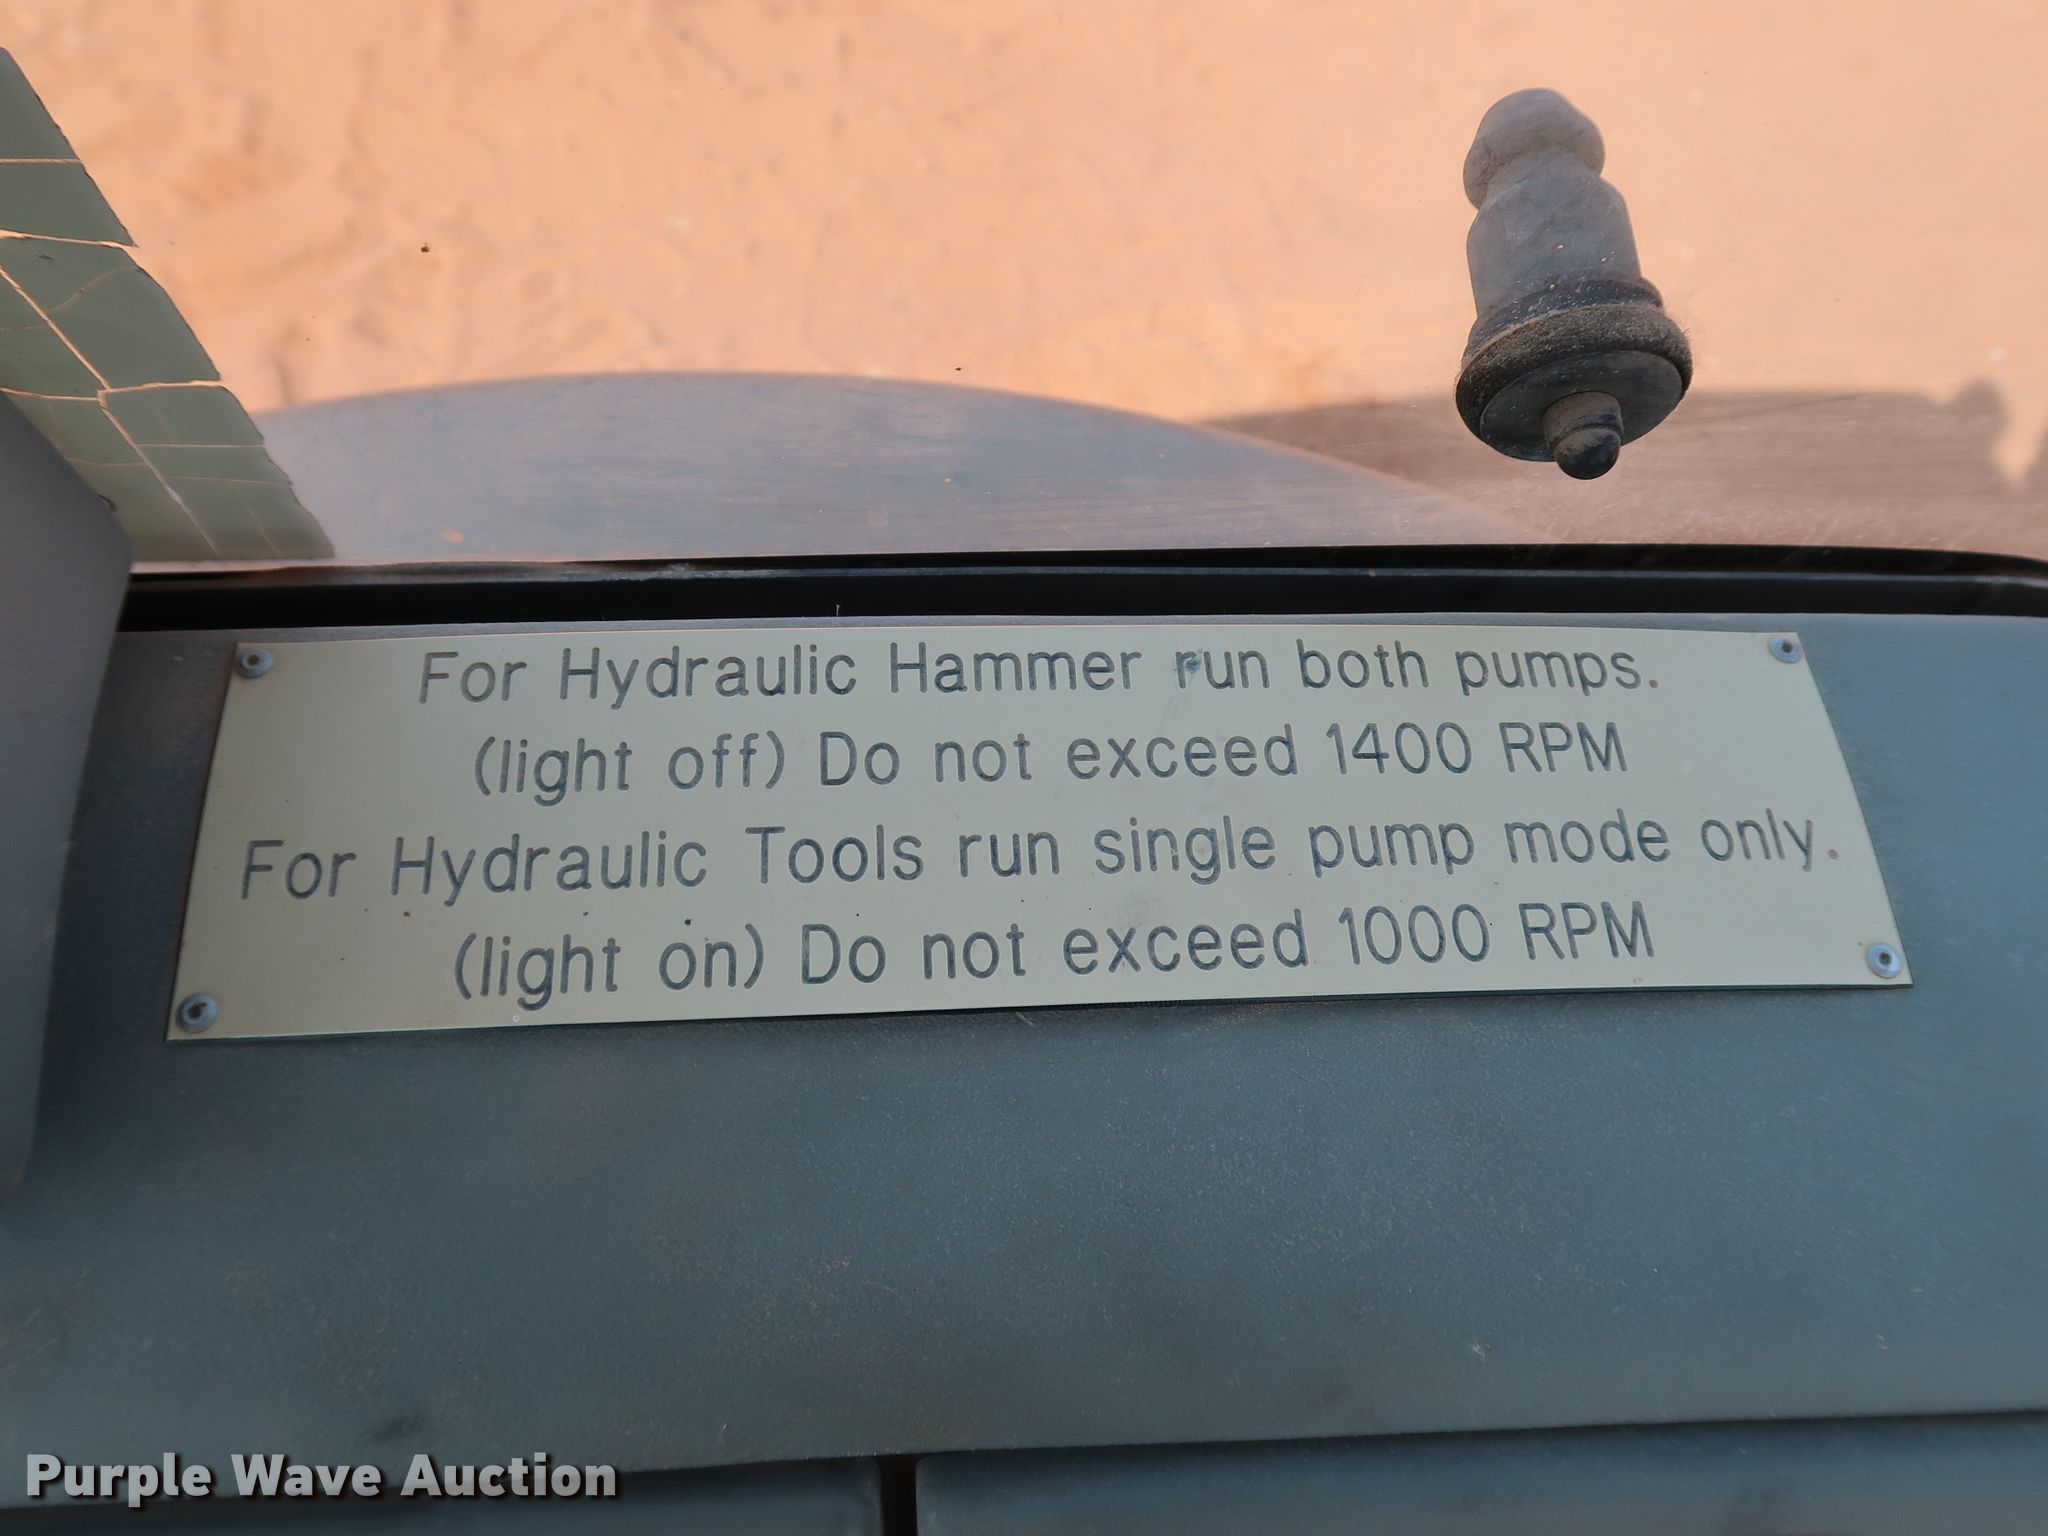 For Hydraulic Hammer run both pumps.
(light off) Do not exceed 1400 RPM
For Hydraulic Tools run single pump mode only.
(light on) Do not exceed 1000 RPM
Purple Wave Auction